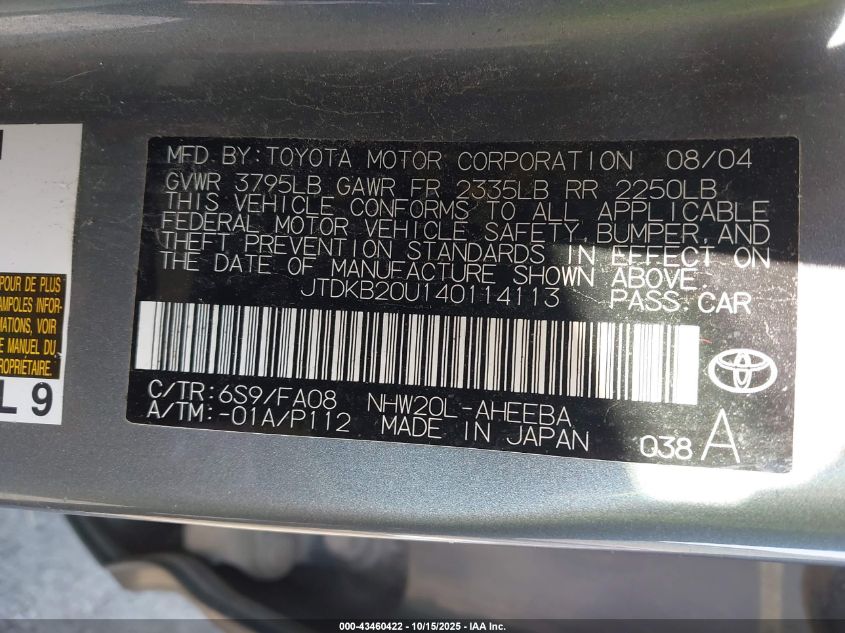 MFD BY: TOYOTA MOTOR CORPORATION 08/04
GVWR 3795LB GAWR FR 2335LB RR 2250LB
THIS VEHICLE CONFORMS TO ALL APPLICABLE
FEDERAL MOTOR VEHICLE SAFETY, BUMPER, AND
THEFT PREVENTION STANDARDS IN EFFECT ON
THE DATE OF MANUFACTURE SHOWN ABOVE.
JTDKB20U140114113 PASS. CAR
C/TR: 6S9/FA08 NHW20L-AHEEBA
A/TM: -01A/P112 MADE IN JAPAN Q38 A
POUR DE PLUS
AMPOLES INFOR-
MATIONS, VOIR
E MANUEL DU
ROPRIÉTAIRE.
L 9
000-43460422 - 10/15/2025 - IAA Inc.